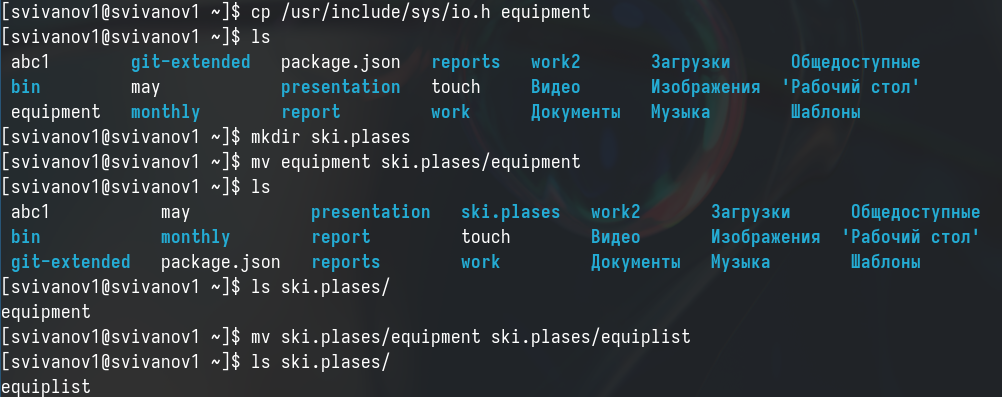 [svivanov1@svivanov1 ~]$ cp /usr/include/sys/io.h equipment
[svivanov1@svivanov1 ~]$ ls
abc1 git-extended package.json reports work2 Загрузки Общедоступные
bin may presentation touch Видео Изображения 'Рабочий стол'
equipment monthly report work Документы Музыка Шаблоны
[svivanov1@svivanov1 ~]$ mkdir ski.plases
[svivanov1@svivanov1 ~]$ mv equipment ski.plases/equipment
[svivanov1@svivanov1 ~]$ ls
abc1 may presentation ski.plases work2 Загрузки Общедоступные
bin monthly report touch Видео Изображения 'Рабочий стол'
git-extended package.json reports work Документы Музыка Шаблоны
[svivanov1@svivanov1 ~]$ ls ski.plases/
equipment
[svivanov1@svivanov1 ~]$ mv ski.plases/equipment ski.plases/equiplist
[svivanov1@svivanov1 ~]$ ls ski.plases/
equiplist